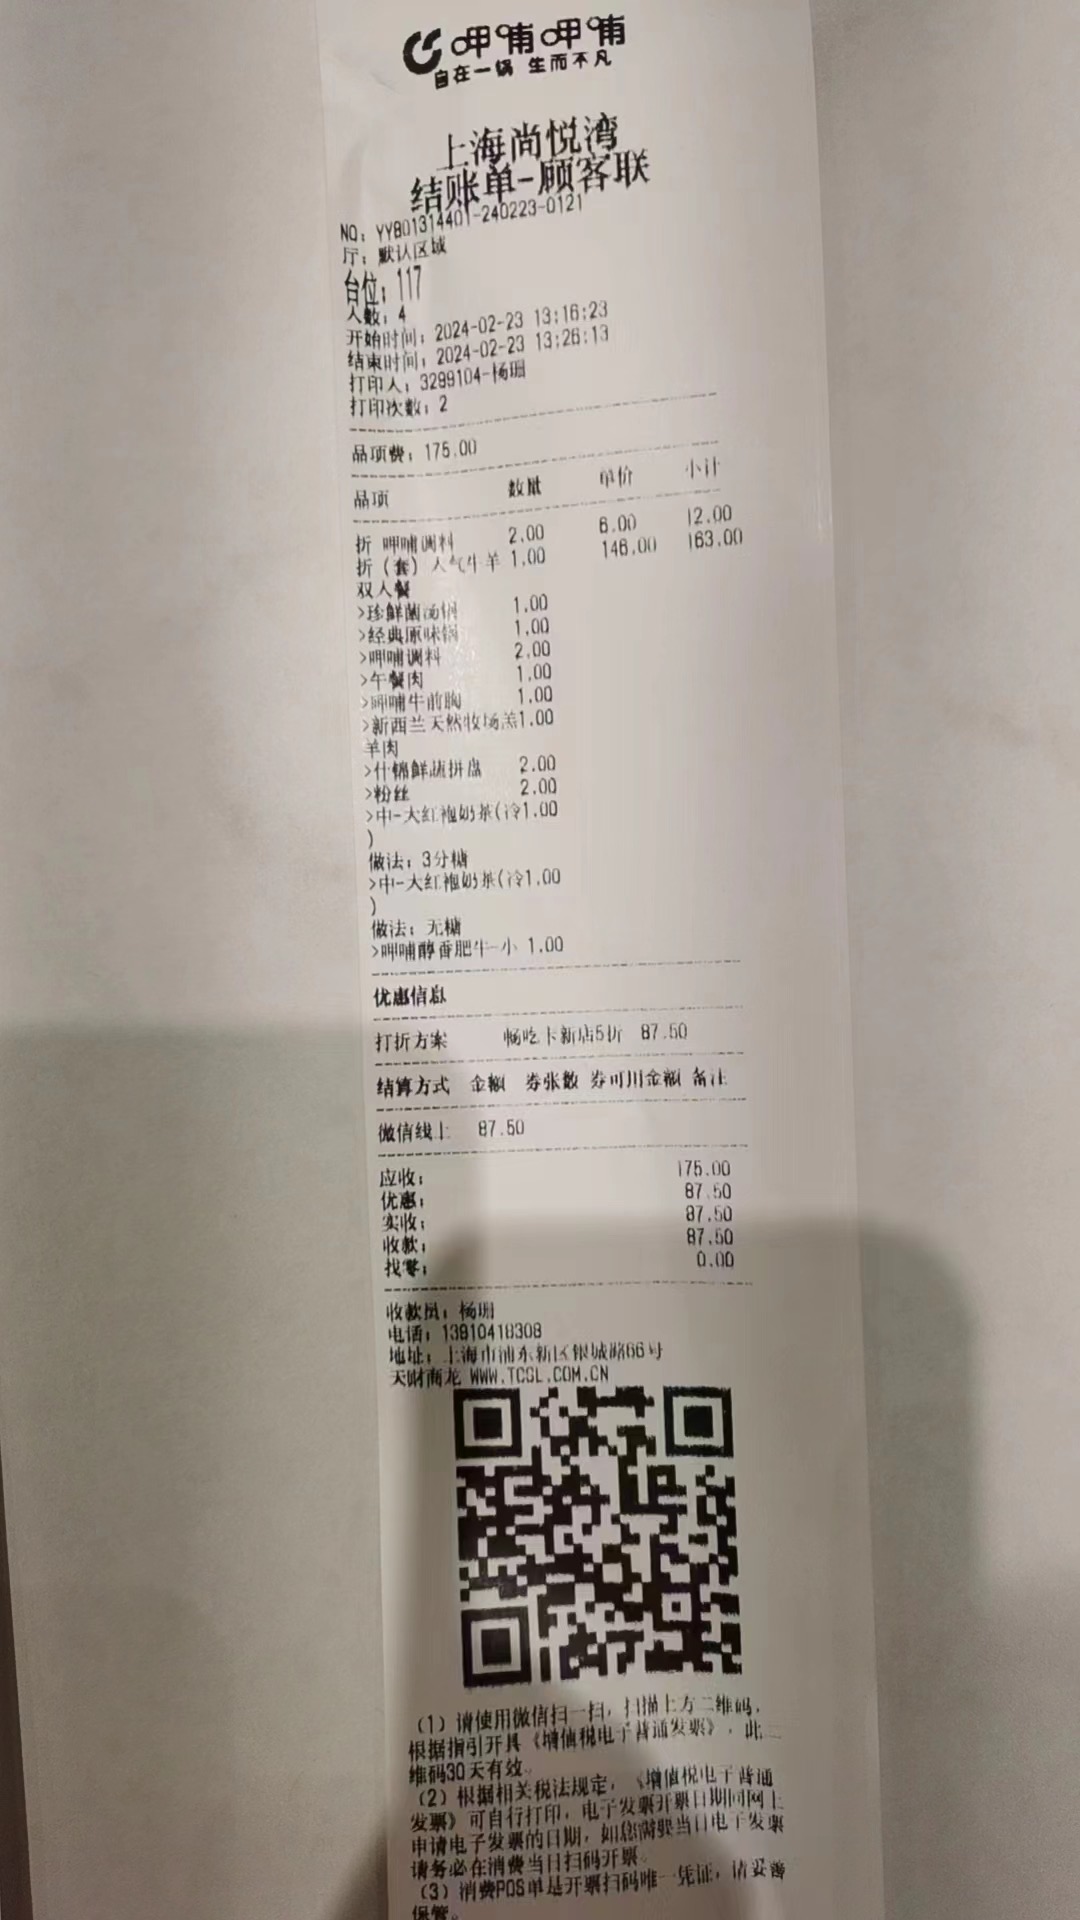 呷哺呷哺
自在一锅 生而不凡
上海尚悦湾
结账单-顾客联
NO: YYB01314401-240223-0121
厅: 默认区域
台位: 117
人数: 4
开始时间: 2024-02-23 13:16:23
结束时间: 2024-02-23 13:26:13
打印人: 3299104-杨珊
打印次数: 2
品项费: 175.00
品项 数量 单价 小计
折 呷哺调料 2.00 6.00 12.00
折 (套) 人气牛羊 1.00 146.00 163.00
双人餐
>珍鲜菌汤锅 1.00
>经典原味锅 1.00
>呷哺调料 2.00
>午餐肉 1.00
>呷哺牛前胸 1.00
>新西兰天然牧场羔1.00
羊肉
>什锦鲜蔬拼盘 2.00
>粉丝 2.00
>中-大红袍奶茶(冷1.00
)
做法: 3分糖
>中-大红袍奶茶(冷1.00
)
做法: 无糖
>呷哺醇香肥牛-小 1.00
优惠信息
打折方案 畅吃卡新店5折 87.50
结算方式 金额 券张数 券可用金额 备注
微信线上 87.50
应收: 175.00
优惠: 87.50
实收: 87.50
收款: 87.50
找零: 0.00
收款员: 杨珊
电话: 13910418308
地址: 上海市浦东新区银城路66号
天财商龙 WWW.TCSL.COM.CN
(1) 请使用微信扫一扫, 扫描上方二维码,
根据指引开具《增值税电子普通发票》, 此二
维码30天有效。
(2) 根据相关税法规定, 《增值税电子普通
发票》可自行打印, 电子发票开票日期同网上
申请电子发票的日期, 如您需要当日电子发票
请务必在消费当日扫码开票。
(3) 消费POS单是开票扫码唯一凭证, 请妥善
保管。